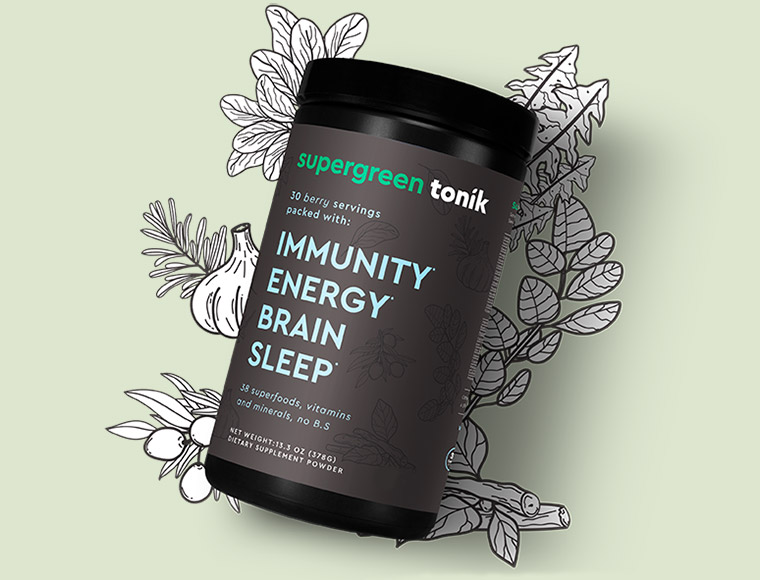 supergreen toník
30 berry servings
packed with:
IMMUNITY*
ENERGY*
BRAIN
SLEEP*
38 superfoods, vitamins
and minerals, no B.S
NET WEIGHT:13.3 OZ (378G)
DIETARY SUPPLEMENT POWDER